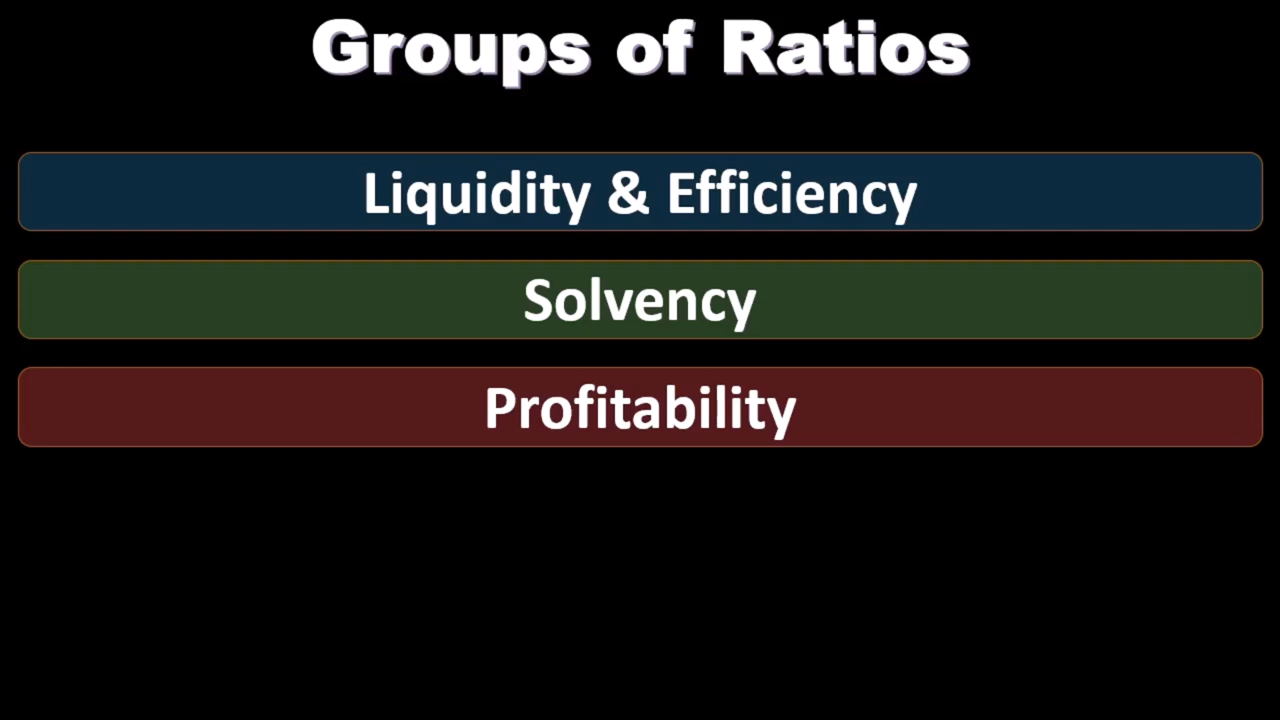 Groups of Ratios
Liquidity & Efficiency
Solvency
Profitability